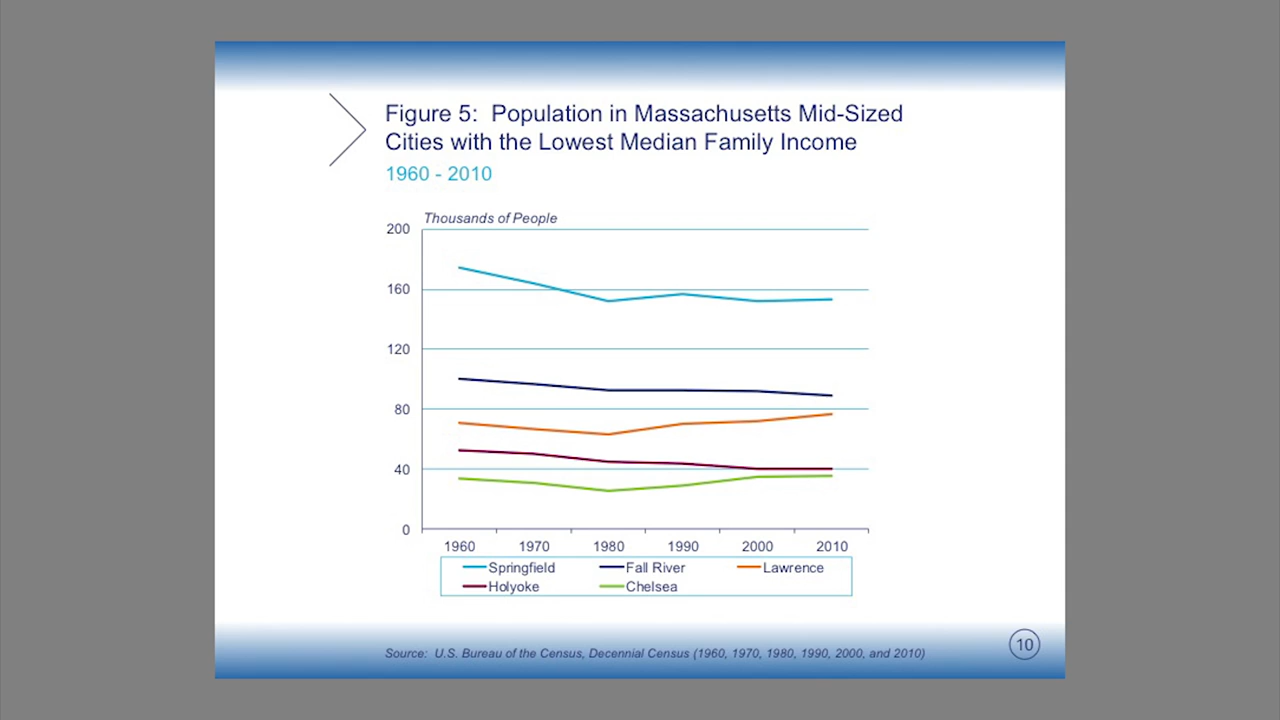 Figure 5: Population in Massachusetts Mid-Sized
Cities with the Lowest Median Family Income
1960 - 2010
Thousands of People
200
160
120
80
40
0
1960 1970 1980 1990 2000 2010
Springfield Fall River Lawrence
Holyoke Chelsea
Source: U.S. Bureau of the Census, Decennial Census (1960, 1970, 1980, 1990, 2000, and 2010)
10